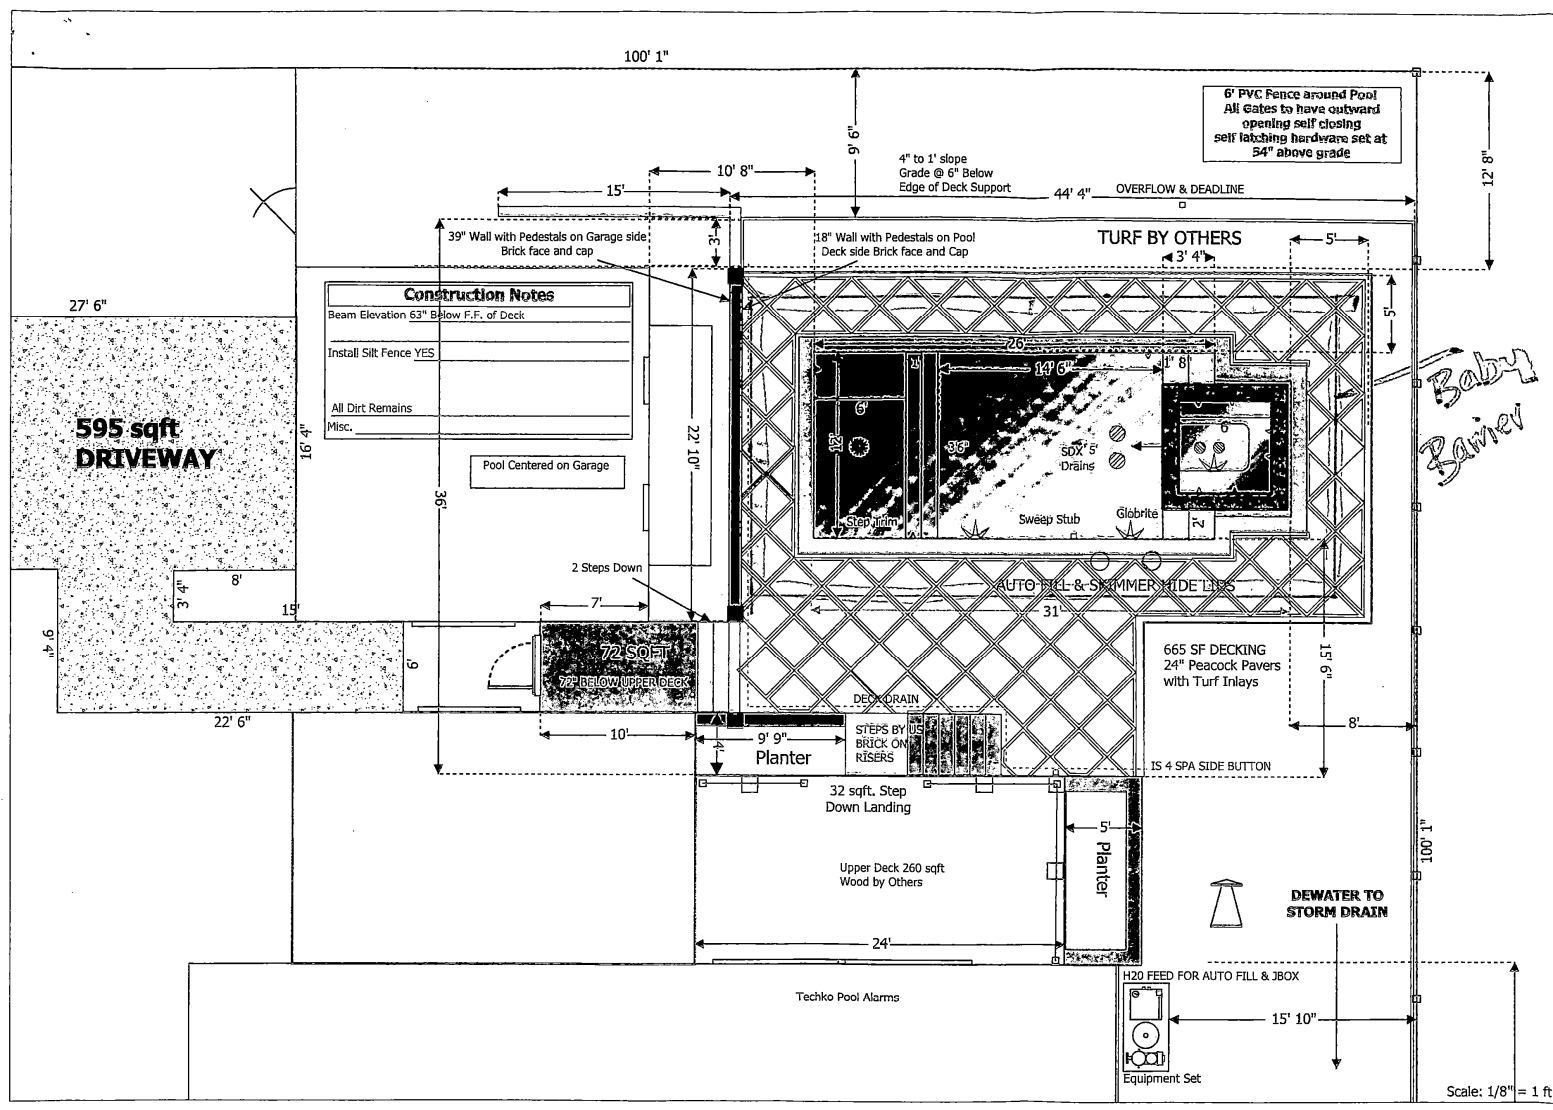 100' 1"
6' PVC Fence around Pool
All Gates to have outward
opening self closing
self latching hardware set at
54" above grade
9' 6"
12' 8"
4" to 1' slope
Grade @ 6" Below
Edge of Deck Support
10' 8"
15'
44' 4"
OVERFLOW & DEADLINE
39" Wall with Pedestals on Garage side
Brick face and cap
3'
18" Wall with Pedestals on Pool
Deck side Brick face and Cap
TURF BY OTHERS
5'
3' 4"
Construction Notes
Beam Elevation 63" Below F.F. of Deck
Install Silt Fence YES
All Dirt Remains
Misc.
27' 6"
5'
26'
1'
14' 6"
1' 8"
Baby
Barrier
595 sqft
DRIVEWAY
16' 4"
22' 10"
6'
12'
3'6"
SDX 5'
Drains
6'
Pool Centered on Garage
36'
Step Trim
Sweep Stub
Globrite
2'
2 Steps Down
8'
3' 4"
AUTO FILL & SKIMMER HIDE LIDS
7'
15'
31'
9' 4"
6'
72 SQFT
72" BELOW UPPER DECK
665 SF DECKING
24" Peacock Pavers
with Turf Inlays
15' 6"
DECK DRAIN
22' 6"
10'
9' 9"
4'
Planter
STEPS BY US
BRICK ON
RISERS
8'
IS 4 SPA SIDE BUTTON
32 sqft. Step
Down Landing
5'
Planter
100' 1"
Upper Deck 260 sqft
Wood by Others
DEWATER TO
STORM DRAIN
24'
H20 FEED FOR AUTO FILL & JBOX
Techko Pool Alarms
15' 10"
Equipment Set
Scale: 1/8" = 1 ft